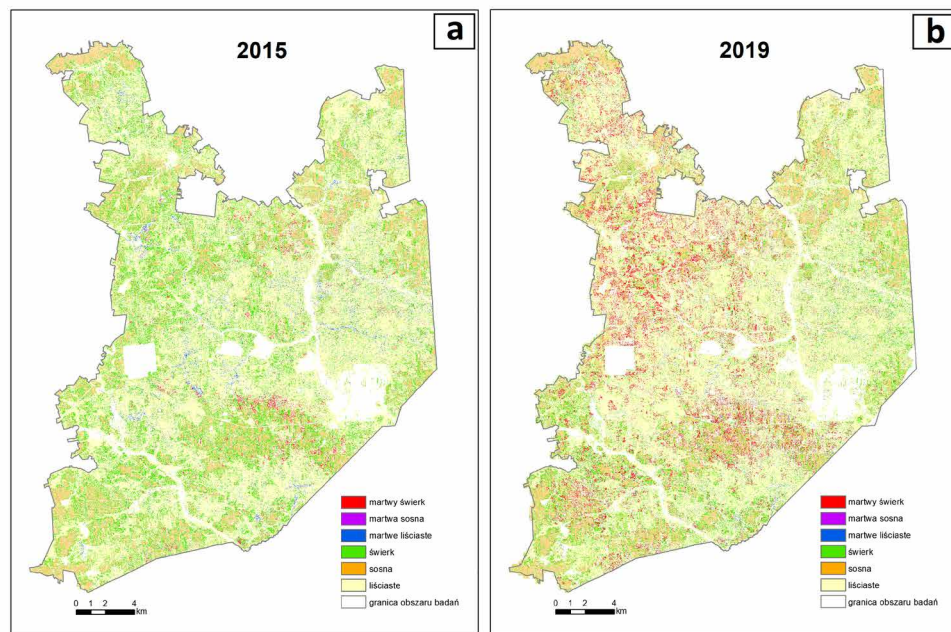 a
2015
martwy świerk
martwa sosna
martwe liściaste
świerk
sosna
liściaste
granica obszaru badań
0 1 2 4
km
b
2019
martwy świerk
martwa sosna
martwe liściaste
świerk
sosna
liściaste
granica obszaru badań
0 1 2 4
km